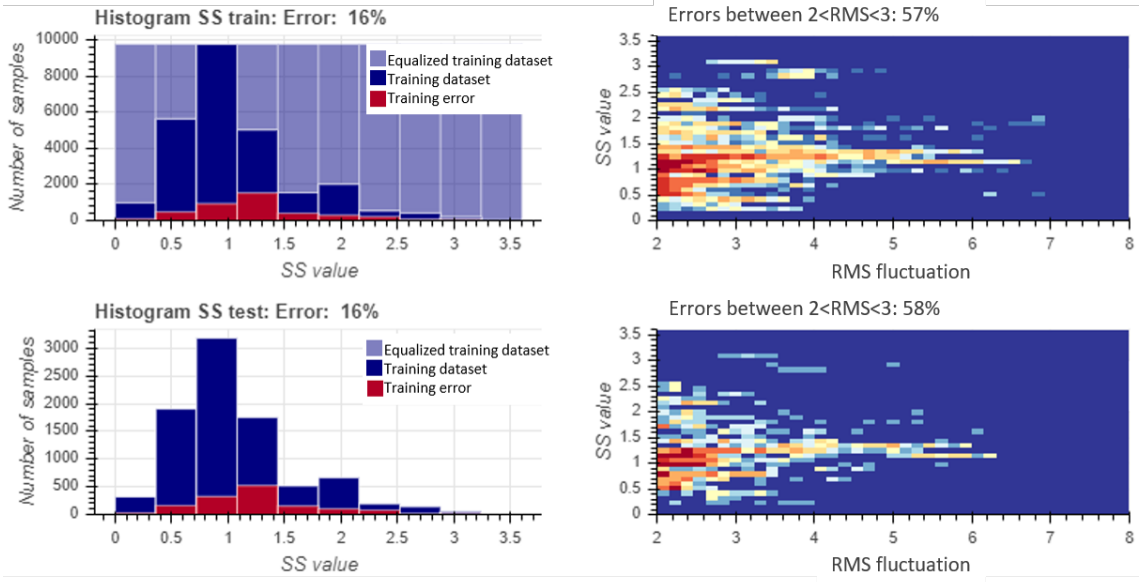 Histogram SS train: Error: 16%
Number of samples
10000
8000
6000
4000
2000
0
Equalized training dataset
Training dataset
Training error
0 0.5 1 1.5 2 2.5 3 3.5
SS value
Errors between 2<RMS<3: 57%
SS value
3.5
3
2.5
2
1.5
1
0.5
0
2 3 4 5 6 7 8
RMS fluctuation
Histogram SS test: Error: 16%
Number of samples
3000
2500
2000
1500
1000
500
0
Equalized training dataset
Training dataset
Training error
0 0.5 1 1.5 2 2.5 3 3.5
SS value
Errors between 2<RMS<3: 58%
SS value
3.5
3
2.5
2
1.5
1
0.5
0
2 3 4 5 6 7 8
RMS fluctuation